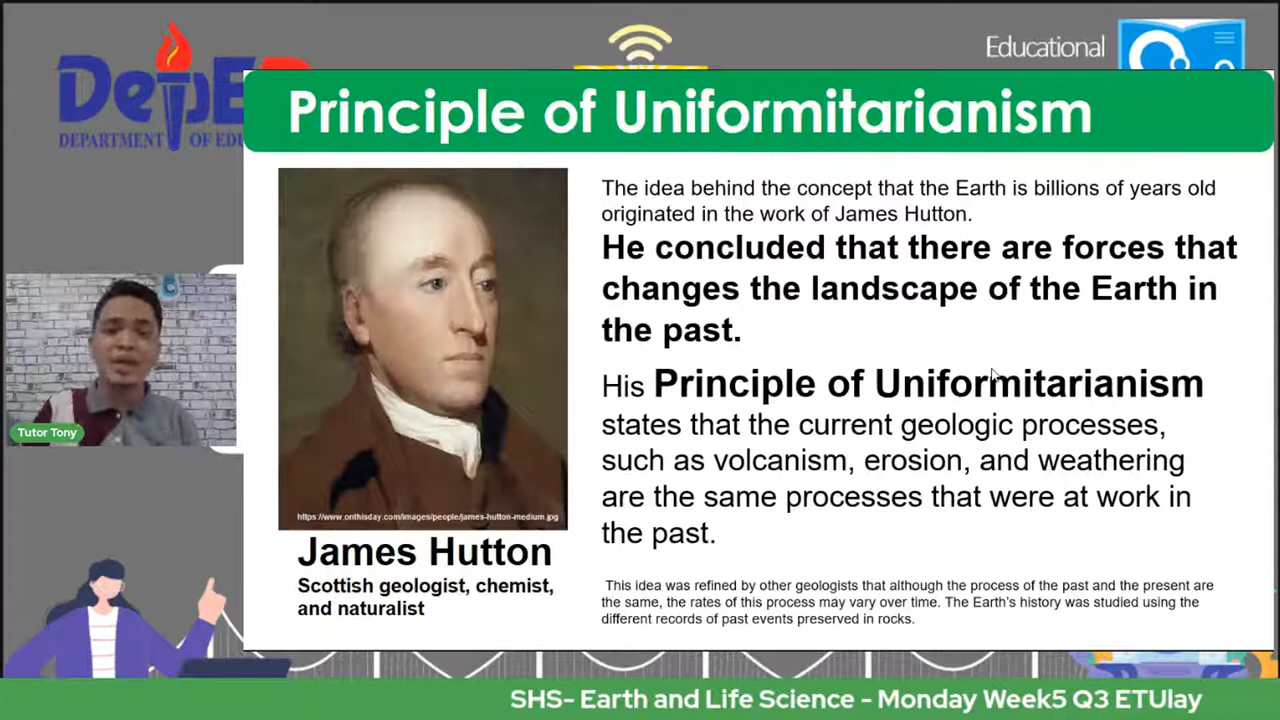 DepE
DEPARTMENT OF EDU
Educational
Principle of Uniformitarianism
The idea behind the concept that the Earth is billions of years old
originated in the work of James Hutton.
He concluded that there are forces that
changes the landscape of the Earth in
the past.
His Principle of Uniformitarianism
states that the current geologic processes,
such as volcanism, erosion, and weathering
are the same processes that were at work in
the past.
This idea was refined by other geologists that although the process of the past and the present are
the same, the rates of this process may vary over time. The Earth's history was studied using the
different records of past events preserved in rocks.
https://www.onthisday.com/images/people/james-hutton-medium.jpg
James Hutton
Scottish geologist, chemist,
and naturalist
Tutor Tony
SHS- Earth and Life Science - Monday Week5 Q3 ETUlay